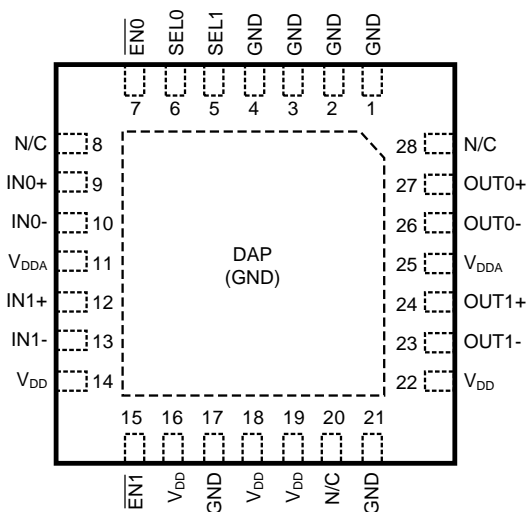 EN0 SEL0 SEL1 GND GND GND GND
7 6 5 4 3 2 1
N/C 8
IN0+ 9
IN0- 10
VDDA 11
IN1+ 12
IN1- 13
VDD 14
DAP
(GND)
28 N/C
27 OUT0+
26 OUT0-
25 VDDA
24 OUT1+
23 OUT1-
22 VDD
15 16 17 18 19 20 21
EN1 VDD GND VDD VDD N/C GND